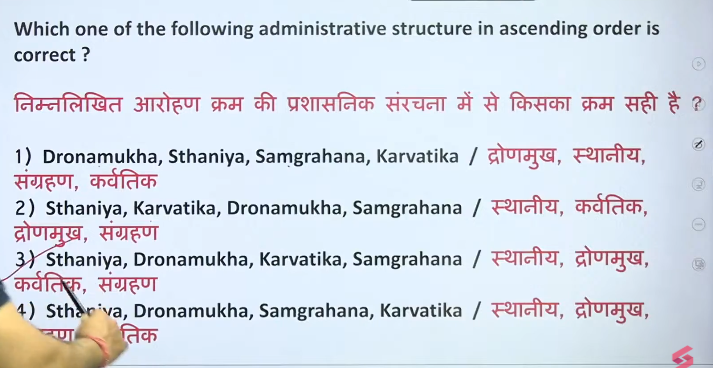 Which one of the following administrative structure in ascending order is
correct ?
निम्नलिखित आरोहण क्रम की प्रशासनिक संरचना में से किसका क्रम सही है ?
1) Dronamukha, Sthaniya, Samgrahana, Karvatika / द्रोणमुख, स्थानीय,
संग्रहण, कर्वतिक
2) Sthaniya, Karvatika, Dronamukha, Samgrahana / स्थानीय, कर्वतिक,
द्रोणमुख, संग्रहण
3) Sthaniya, Dronamukha, Karvatika, Samgrahana / स्थानीय, द्रोणमुख,
कर्वतिक, संग्रहण
4) Sthaniya, Dronamukha, Samgrahana, Karvatika / स्थानीय, द्रोणमुख,